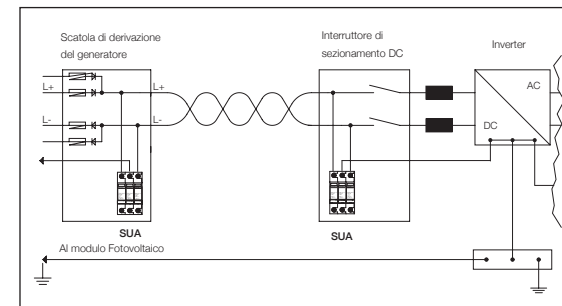 Scatola di derivazione
del generatore
Interruttore di
sezionamento DC
Inverter
L+
L+
AC
L-
L-
DC
SUA
SUA
Al modulo Fotovoltaico